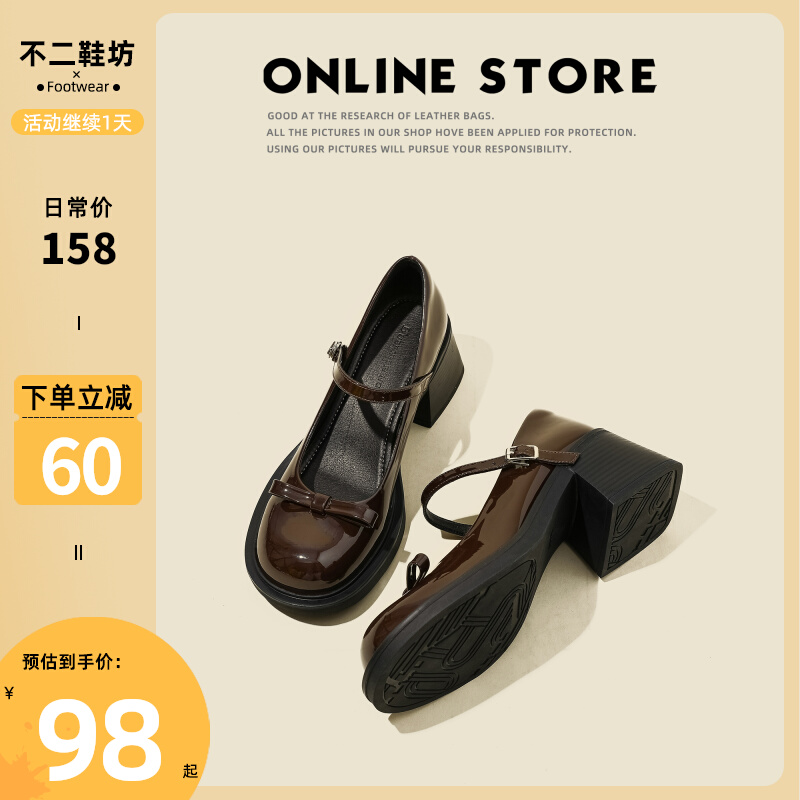 不二鞋坊
×
●Footwear●
活动继续1天
日常价
158
下单立减
60
预估到手价：
¥
98
起
ONLINE STORE
GOOD AT THE RESEARCH OF LEATHER BAGS.
ALL THE PICTURES IN OUR SHOP HOVE BEEN APPLIED FOR PROTECTION.
USING OUR PICTURES WILL PURSUE YOUR RESPONSIBILITY.